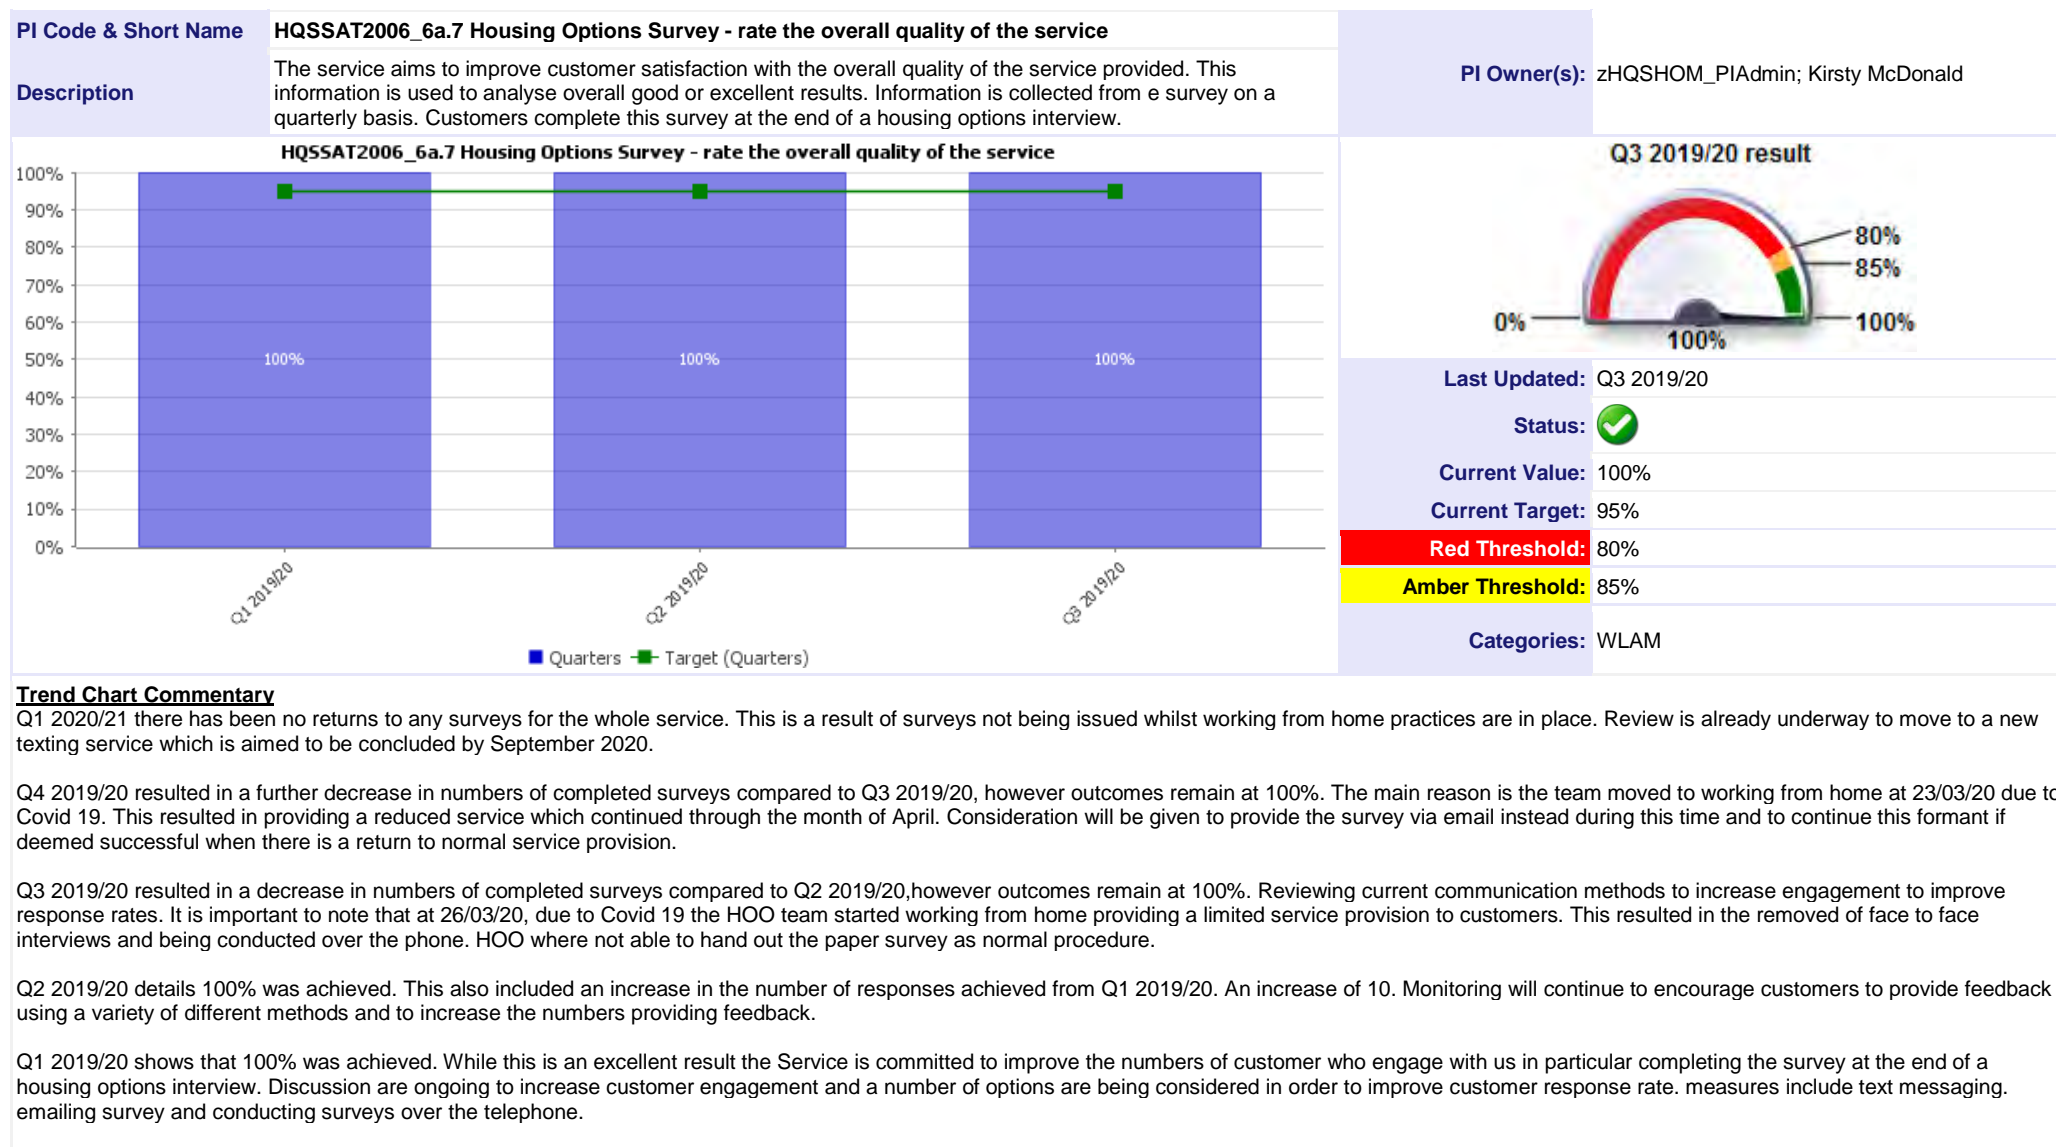 PI Code & Short Name
HQSSAT2006_6a.7 Housing Options Survey - rate the overall quality of the service
Description
The service aims to improve customer satisfaction with the overall quality of the service provided. This
information is used to analyse overall good or excellent results. Information is collected from e survey on a
quarterly basis. Customers complete this survey at the end of a housing options interview.
PI Owner(s): zHQSHOM_PIAdmin; Kirsty McDonald
HQSSAT2006_6a.7 Housing Options Survey - rate the overall quality of the service
100%
90%
80%
70%
60%
50%
40%
30%
20%
10%
0%
100%
100%
100%
Q1 2019/20
Q2 2019/20
Q3 2019/20
Quarters Target (Quarters)
Q3 2019/20 result
80%
85%
0%
100%
100%
Last Updated: Q3 2019/20
Status:
Current Value: 100%
Current Target: 95%
Red Threshold: 80%
Amber Threshold: 85%
Categories: WLAM
Trend Chart Commentary
Q1 2020/21 there has been no returns to any surveys for the whole service. This is a result of surveys not being issued whilst working from home practices are in place. Review is already underway to move to a new
texting service which is aimed to be concluded by September 2020.
Q4 2019/20 resulted in a further decrease in numbers of completed surveys compared to Q3 2019/20, however outcomes remain at 100%. The main reason is the team moved to working from home at 23/03/20 due to
Covid 19. This resulted in providing a reduced service which continued through the month of April. Consideration will be given to provide the survey via email instead during this time and to continue this formant if
deemed successful when there is a return to normal service provision.
Q3 2019/20 resulted in a decrease in numbers of completed surveys compared to Q2 2019/20,however outcomes remain at 100%. Reviewing current communication methods to increase engagement to improve
response rates. It is important to note that at 26/03/20, due to Covid 19 the HOO team started working from home providing a limited service provision to customers. This resulted in the removed of face to face
interviews and being conducted over the phone. HOO where not able to hand out the paper survey as normal procedure.
Q2 2019/20 details 100% was achieved. This also included an increase in the number of responses achieved from Q1 2019/20. An increase of 10. Monitoring will continue to encourage customers to provide feedback
using a variety of different methods and to increase the numbers providing feedback.
Q1 2019/20 shows that 100% was achieved. While this is an excellent result the Service is committed to improve the numbers of customer who engage with us in particular completing the survey at the end of a
housing options interview. Discussion are ongoing to increase customer engagement and a number of options are being considered in order to improve customer response rate. measures include text messaging.
emailing survey and conducting surveys over the telephone.